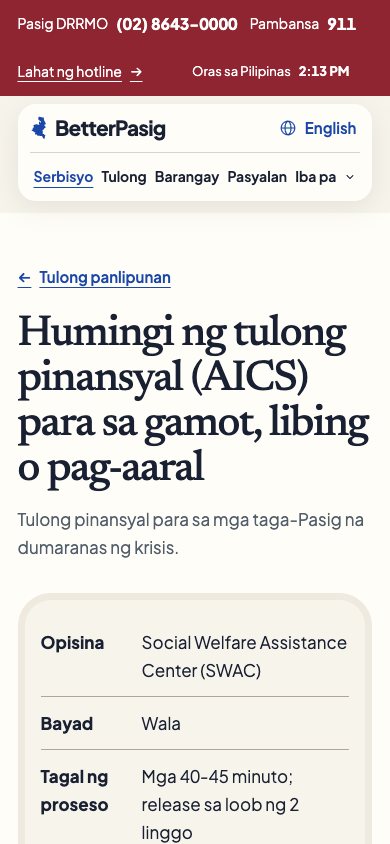 Pasig DRRMO (02) 8643-0000 Pambansa 911
Lahat ng hotline → Oras sa Pilipinas 2:13 PM
BetterPasig English
Serbisyo Tulong Barangay Pasyalan Iba pa
← Tulong panlipunan
Humingi ng tulong
pinansyal (AICS)
para sa gamot, libing
o pag-aaral
Tulong pinansyal para sa mga taga-Pasig na
dumaranas ng krisis.
Opisina Social Welfare Assistance
Center (SWAC)
Bayad Wala
Tagal ng Mga 40-45 minuto;
proseso release sa loob ng 2
linggo